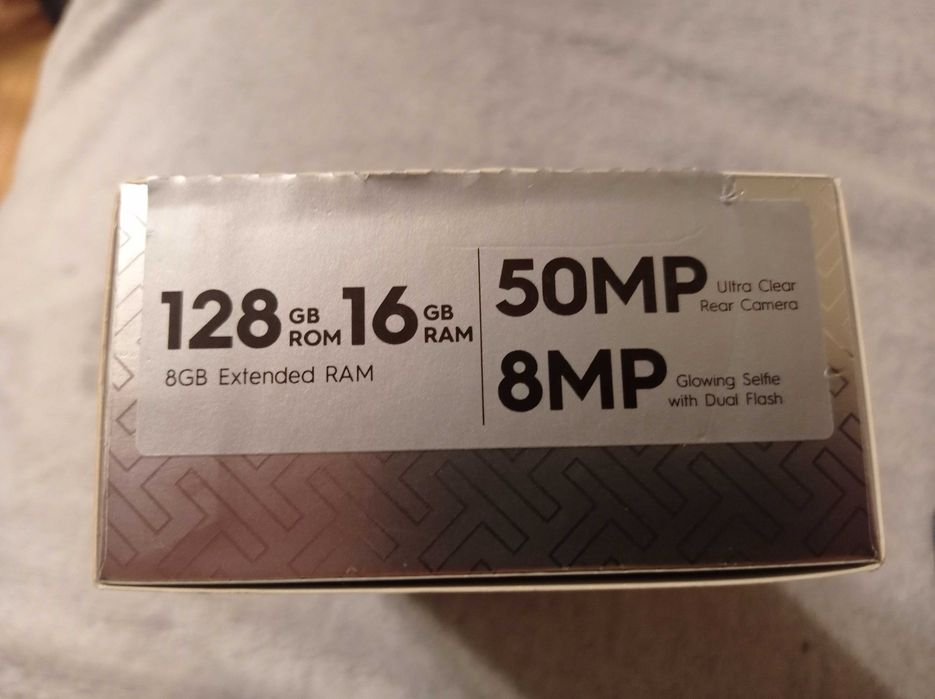 128 GB ROM 16 GB RAM
8GB Extended RAM
50MP Ultra Clear Rear Camera
8MP Glowing Selfie with Dual Flash